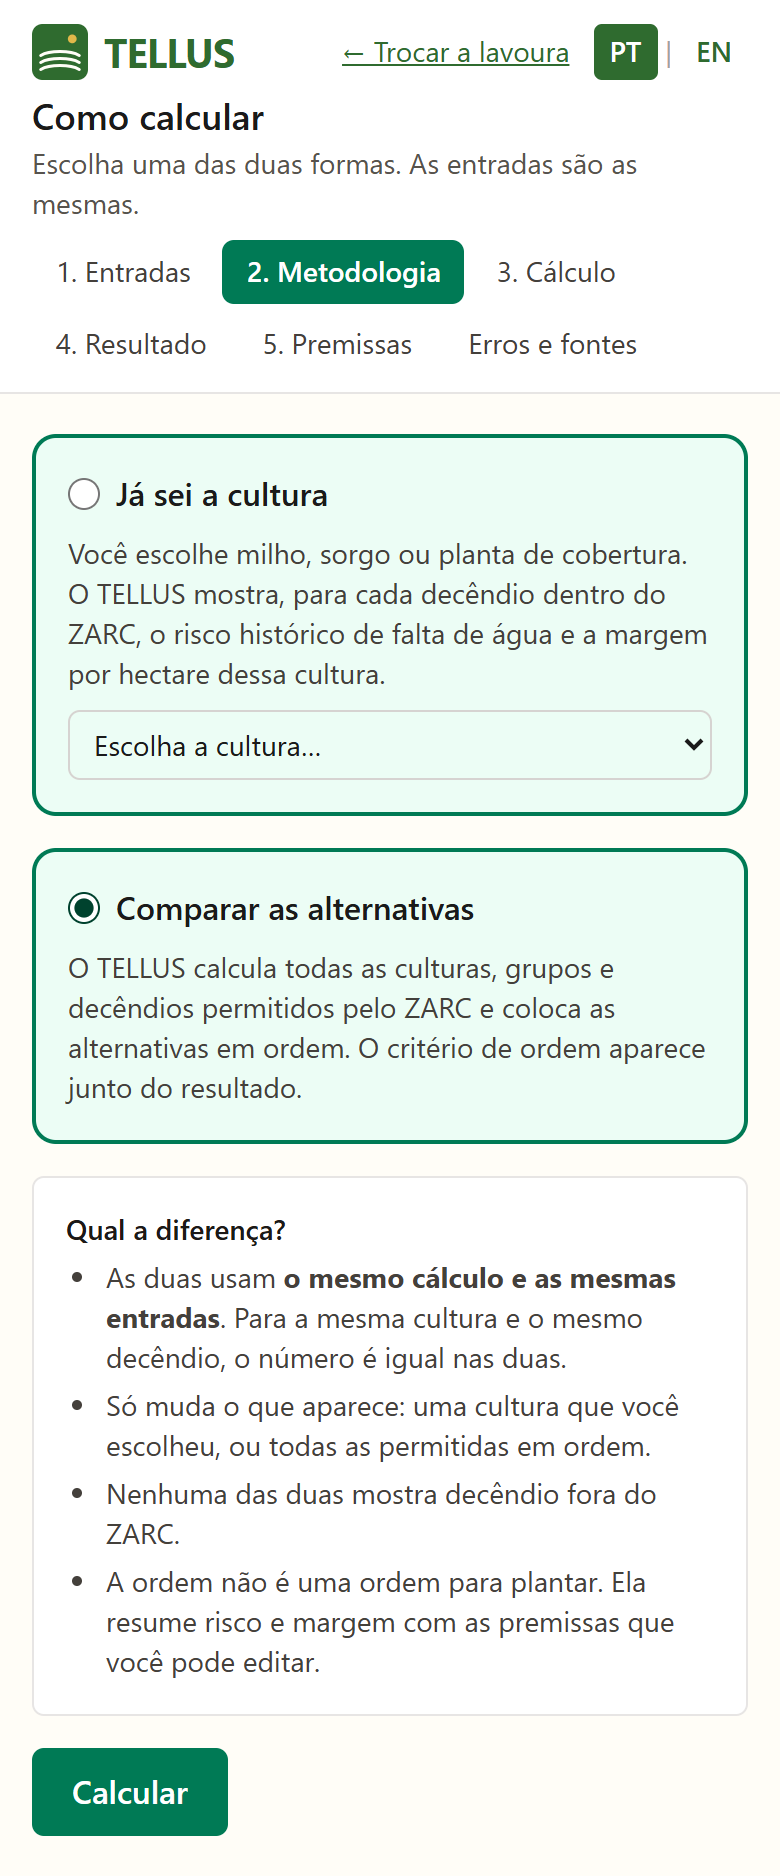 TELLUS
← Trocar a lavoura
PT | EN
Como calcular
Escolha uma das duas formas. As entradas são as
mesmas.
1. Entradas
2. Metodologia
3. Cálculo
4. Resultado
5. Premissas
Erros e fontes
Já sei a cultura
Você escolhe milho, sorgo ou planta de cobertura.
O TELLUS mostra, para cada decêndio dentro do
ZARC, o risco histórico de falta de água e a margem
por hectare dessa cultura.
Escolha a cultura...
Comparar as alternativas
O TELLUS calcula todas as culturas, grupos e
decêndios permitidos pelo ZARC e coloca as
alternativas em ordem. O critério de ordem aparece
junto do resultado.
Qual a diferença?
• As duas usam o mesmo cálculo e as mesmas
entradas. Para a mesma cultura e o mesmo
decêndio, o número é igual nas duas.
• Só muda o que aparece: uma cultura que você
escolheu, ou todas as permitidas em ordem.
• Nenhuma das duas mostra decêndio fora do
ZARC.
• A ordem não é uma ordem para plantar. Ela
resume risco e margem com as premissas que
você pode editar.
Calcular